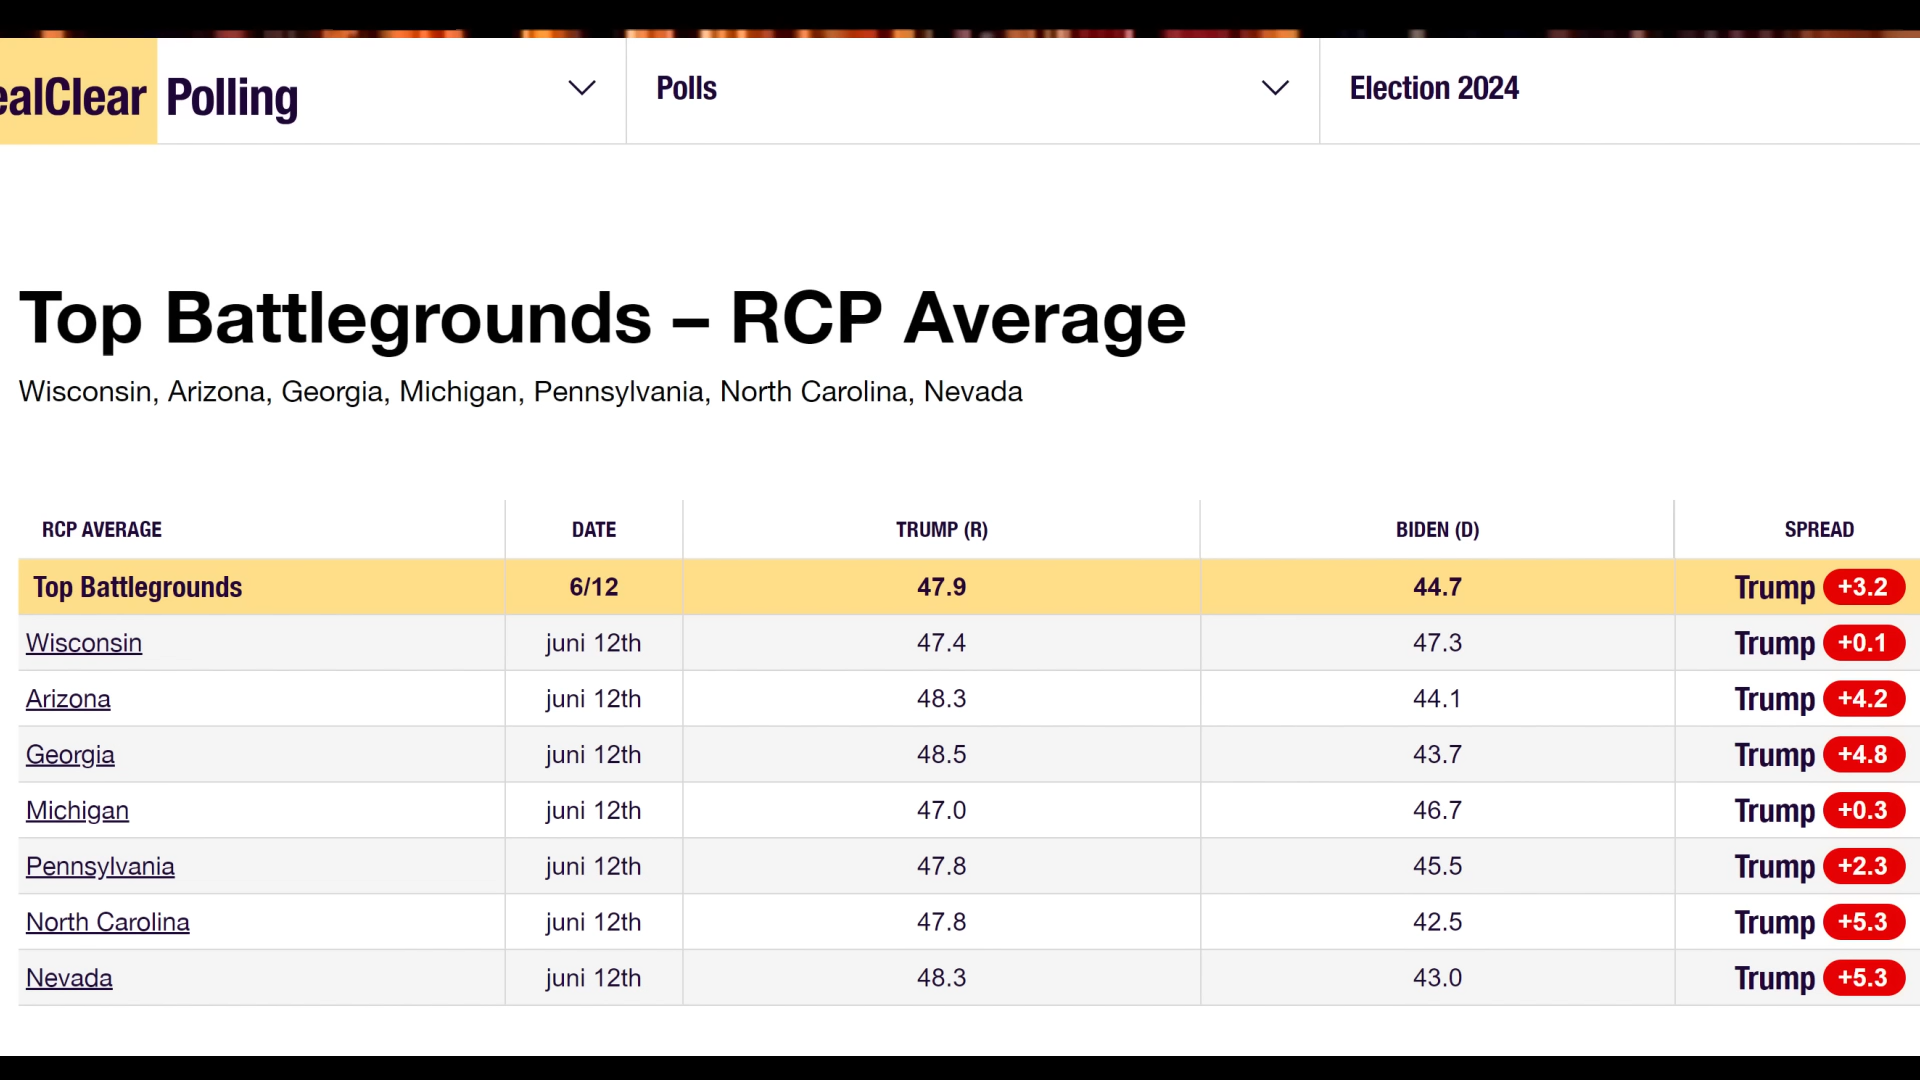 ealClear Polling Polls Election 2024
Top Battlegrounds – RCP Average
Wisconsin, Arizona, Georgia, Michigan, Pennsylvania, North Carolina, Nevada
RCP AVERAGE DATE TRUMP (R) BIDEN (D) SPREAD
Top Battlegrounds 6/12 47.9 44.7 Trump +3.2
Wisconsin juni 12th 47.4 47.3 Trump +0.1
Arizona juni 12th 48.3 44.1 Trump +4.2
Georgia juni 12th 48.5 43.7 Trump +4.8
Michigan juni 12th 47.0 46.7 Trump +0.3
Pennsylvania juni 12th 47.8 45.5 Trump +2.3
North Carolina juni 12th 47.8 42.5 Trump +5.3
Nevada juni 12th 48.3 43.0 Trump +5.3